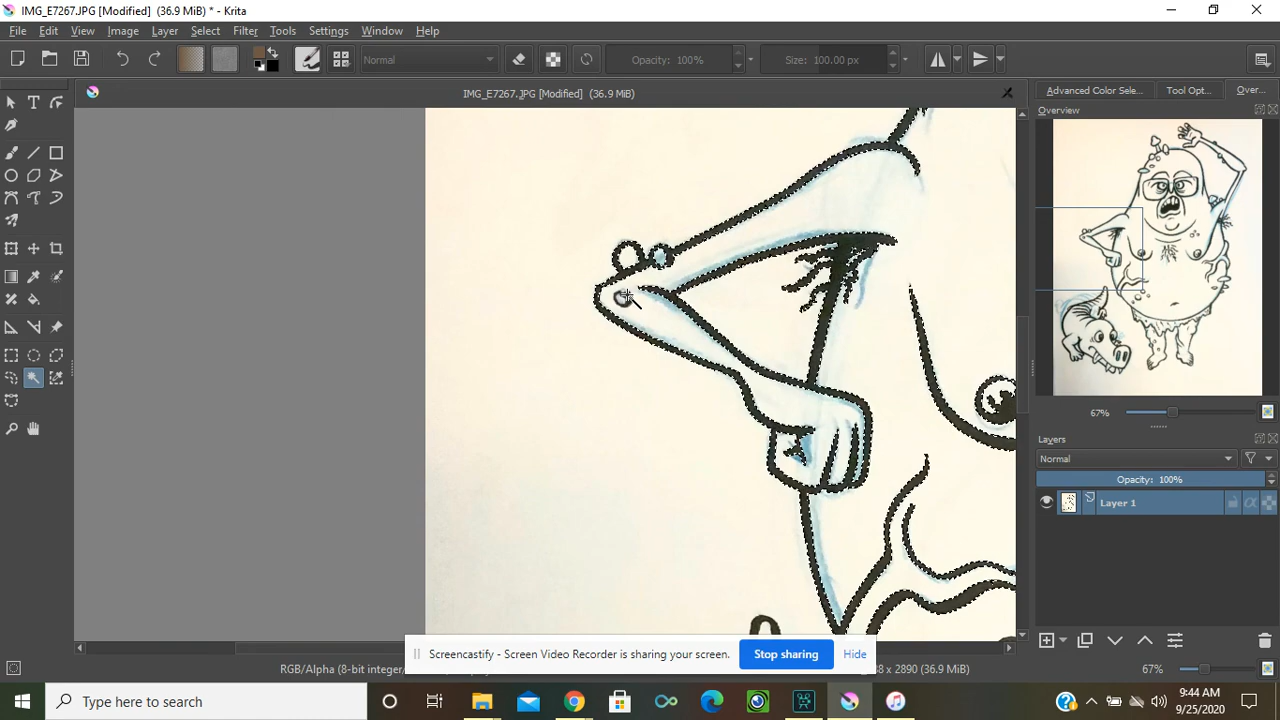 IMG_E7267.JPG [Modified] (36.9 MiB) * - Krita
File Edit View Image Layer Select Filter Tools Settings Window Help
Normal Opacity: 100% Size: 100.00 px
IMG_E7267.JPG [Modified] (36.9 MiB)
Advanced Color Sele... Tool Opt... Over...
Overview
67%
Layers
Normal
Opacity: 100%
Layer 1
Screencastify - Screen Video Recorder is sharing your screen. Stop sharing Hide
RGB/Alpha (8-bit integer/ 2890 (36.9 MiB) 67%
Type here to search
9:44 AM
9/25/2020